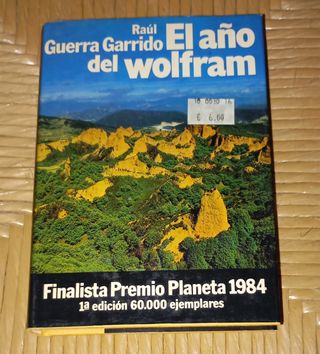 Raúl
Guerra Garrido El año
del wolfram
€ 6.00
Finalista Premio Planeta 1984
1ª edición 60.000 ejemplares